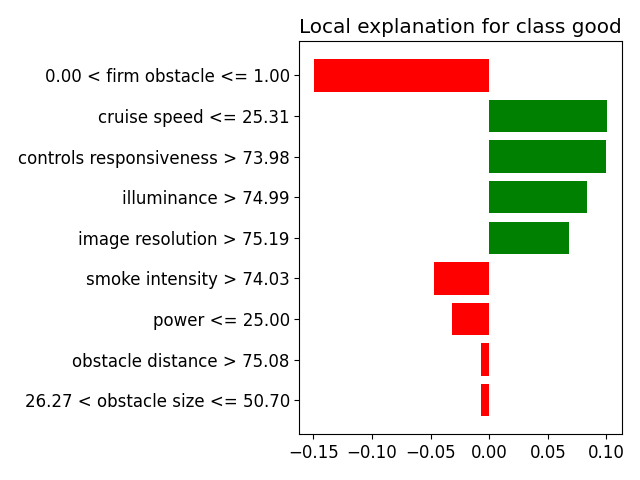 Local explanation for class good
0.00 < firm obstacle <= 1.00
cruise speed <= 25.31
controls responsiveness > 73.98
illuminance > 74.99
image resolution > 75.19
smoke intensity > 74.03
power <= 25.00
obstacle distance > 75.08
26.27 < obstacle size <= 50.70
−0.15 −0.10 −0.05 0.00 0.05 0.10